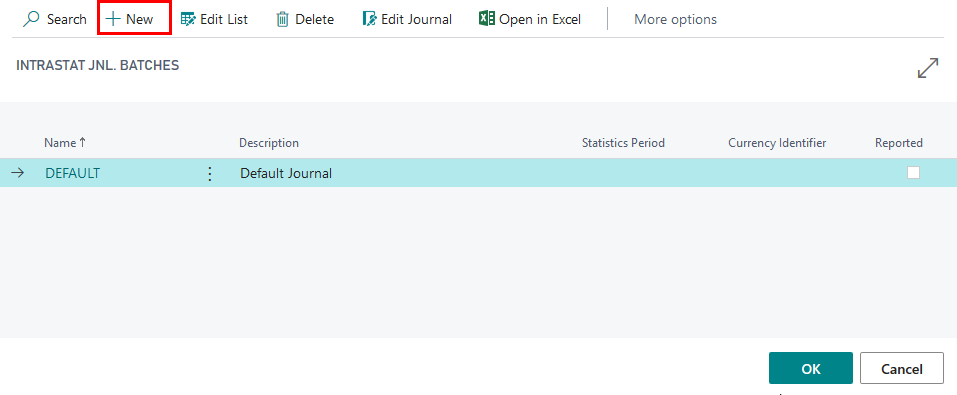 Search New Edit List Delete Edit Journal Open in Excel More options
INTRASTAT JNL. BATCHES
Name Description Statistics Period Currency Identifier Reported
DEFAULT Default Journal
OK Cancel